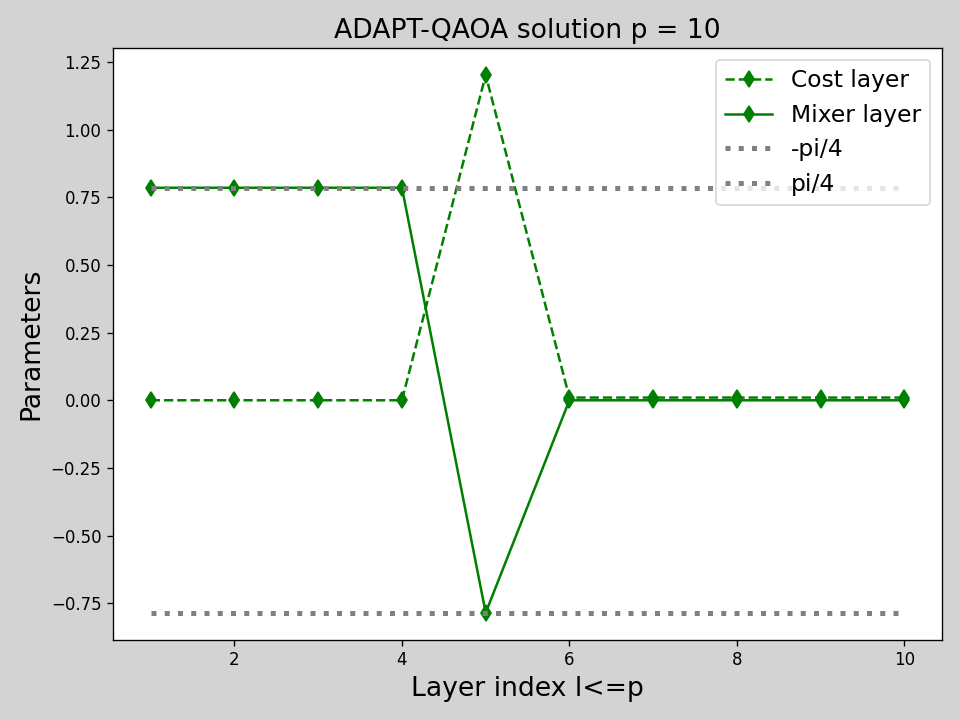 ADAPT-QAOA solution p = 10
1.25
1.00
0.75
0.50
0.25
0.00
−0.25
−0.50
−0.75
Parameters
Cost layer
Mixer layer
-pi/4
pi/4
2 4 6 8 10
Layer index l<=p